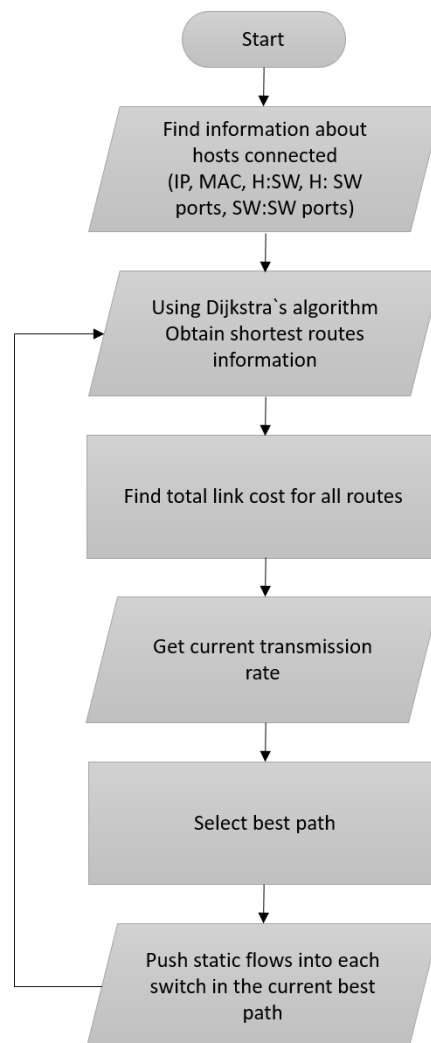 Start
Find information about
hosts connected
(IP, MAC, H:SW, H: SW
ports, SW:SW ports)
Using Dijkstra`s algorithm
Obtain shortest routes
information
Find total link cost for all routes
Get current transmission
rate
Select best path
Push static flows into each
switch in the current best
path